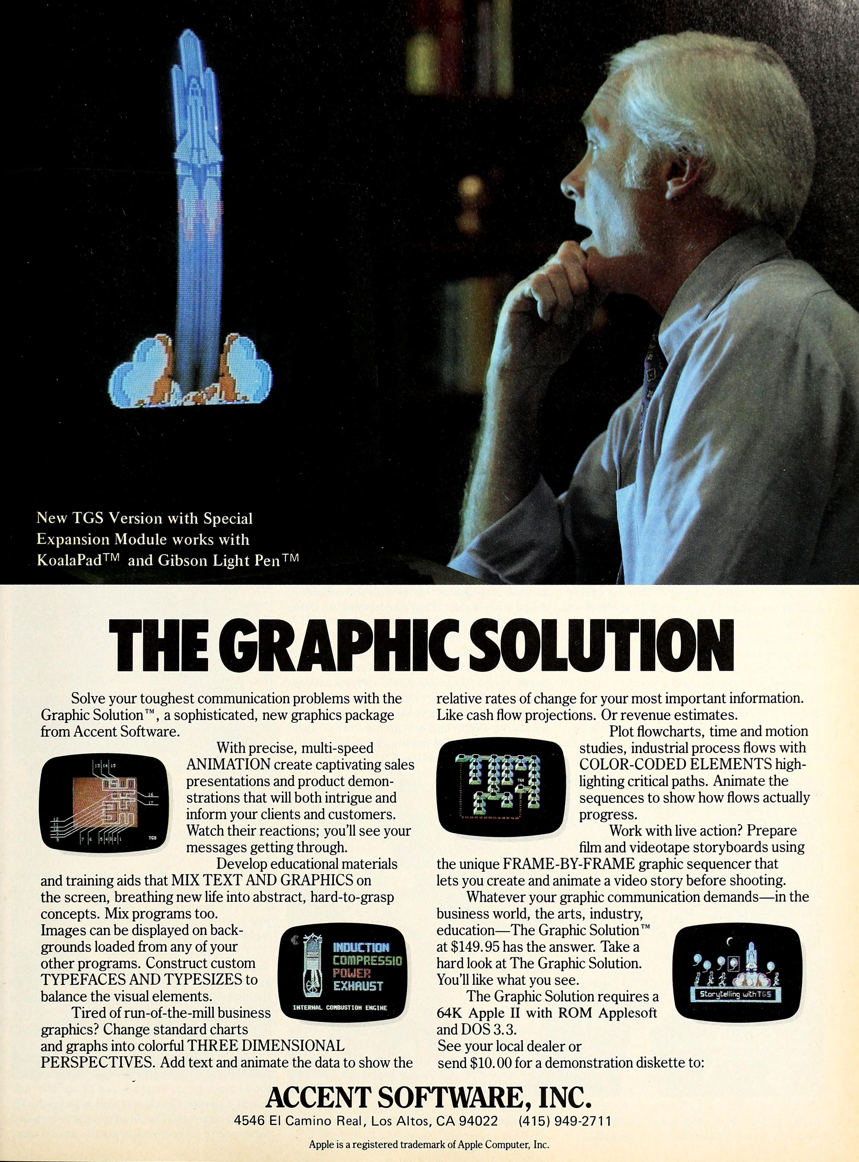 New TGS Version with Special
Expansion Module works with
KoalaPad™ and Gibson Light Pen™
THE GRAPHIC SOLUTION
Solve your toughest communication problems with the
Graphic Solution™, a sophisticated, new graphics package
from Accent Software.
With precise, multi-speed
ANIMATION create captivating sales
presentations and product demon-
strations that will both intrigue and
inform your clients and customers.
Watch their reactions; you'll see your
messages getting through.
Develop educational materials
and training aids that MIX TEXT AND GRAPHICS on
the screen, breathing new life into abstract, hard-to-grasp
concepts. Mix programs too.
Images can be displayed on back-
grounds loaded from any of your
other programs. Construct custom
TYPEFACES AND TYPESIZES to
balance the visual elements.
Tired of run-of-the-mill business
graphics? Change standard charts
and graphs into colorful THREE DIMENSIONAL
PERSPECTIVES. Add text and animate the data to show the
13 14 15
16
17
7 6 5 4 3 2 1
TGS
INDUCTION
COMPRESSIO
POWER
EXHAUST
INTERNAL COMBUSTION ENGINE
relative rates of change for your most important information.
Like cash flow projections. Or revenue estimates.
Plot flowcharts, time and motion
studies, industrial process flows with
COLOR-CODED ELEMENTS high-
lighting critical paths. Animate the
sequences to show how flows actually
progress.
Work with live action? Prepare
film and videotape storyboards using
the unique FRAME-BY-FRAME graphic sequencer that
lets you create and animate a video story before shooting.
Whatever your graphic communication demands—in the
business world, the arts, industry,
education—The Graphic Solution™
at $149.95 has the answer. Take a
hard look at The Graphic Solution.
You'll like what you see.
The Graphic Solution requires a
64K Apple II with ROM Applesoft
and DOS 3.3.
See your local dealer or
send $10.00 for a demonstration diskette to:
TGS
Storytelling with TGS
ACCENT SOFTWARE, INC.
4546 El Camino Real, Los Altos, CA 94022 (415) 949-2711
Apple is a registered trademark of Apple Computer, Inc.